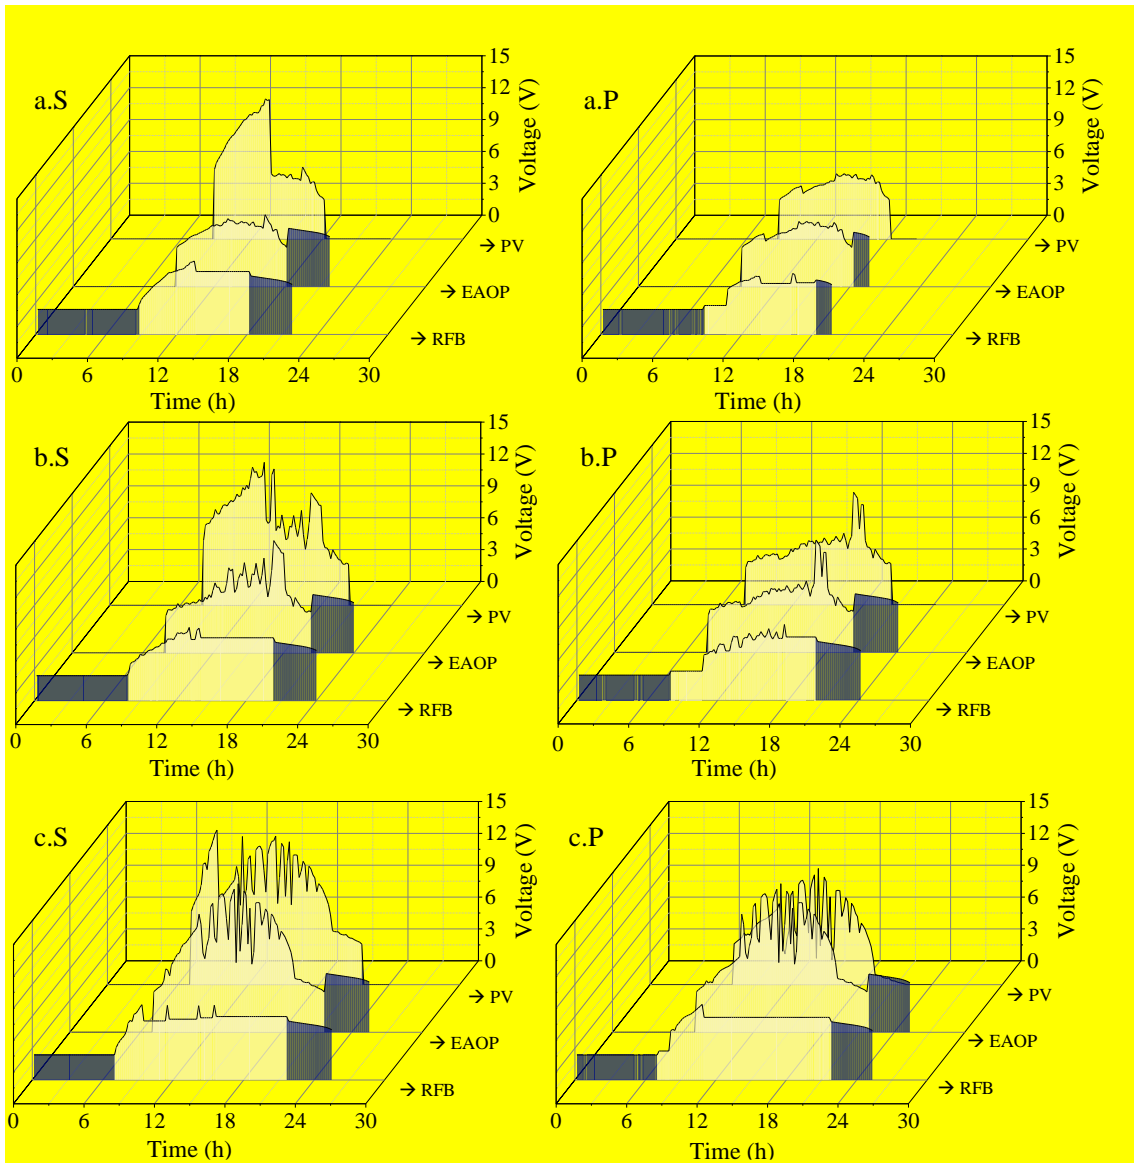 a.S
15
12
9
6
3
0
Voltage (V)
→ PV
→ EAOP
→ RFB
0 6 12 18 24 30
Time (h)
a.P
15
12
9
6
3
0
Voltage (V)
→ PV
→ EAOP
→ RFB
0 6 12 18 24 30
Time (h)
b.S
15
12
9
6
3
0
Voltage (V)
→ PV
→ EAOP
→ RFB
0 6 12 18 24 30
Time (h)
b.P
15
12
9
6
3
0
Voltage (V)
→ PV
→ EAOP
→ RFB
0 6 12 18 24 30
Time (h)
c.S
15
12
9
6
3
0
Voltage (V)
→ PV
→ EAOP
→ RFB
0 6 12 18 24 30
Time (h)
c.P
15
12
9
6
3
0
Voltage (V)
→ PV
→ EAOP
→ RFB
0 6 12 18 24 30
Time (h)